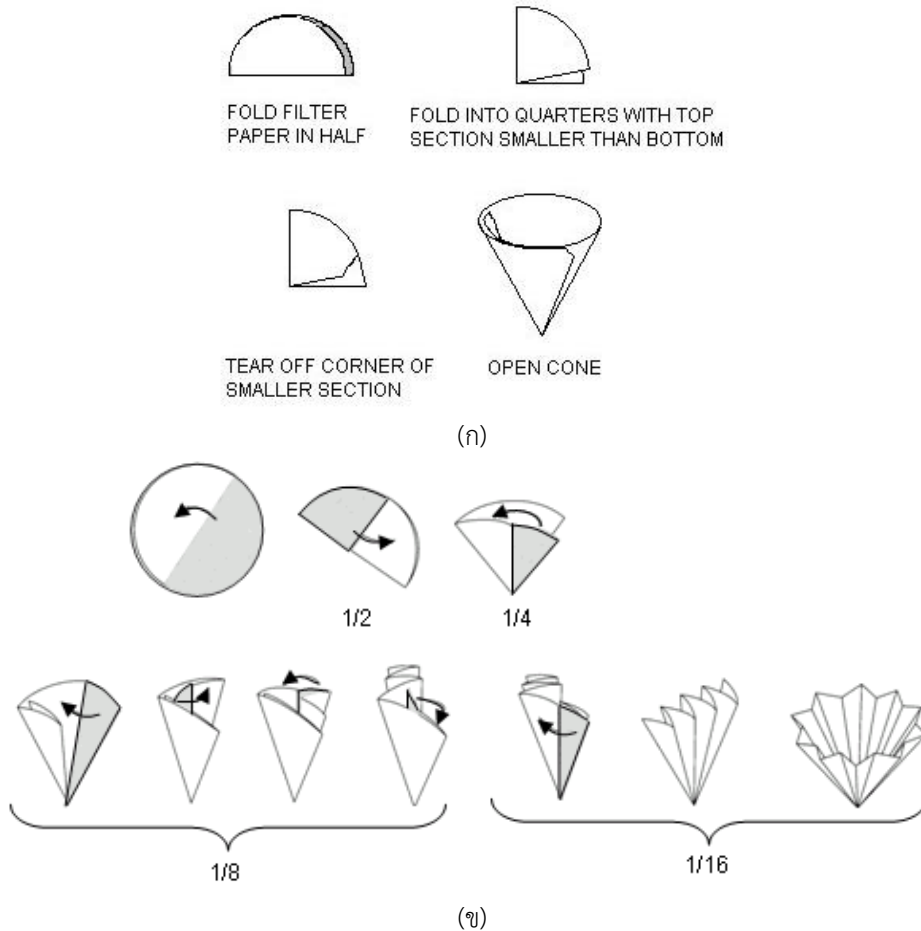 FOLD FILTER
PAPER IN HALF
FOLD INTO QUARTERS WITH TOP
SECTION SMALLER THAN BOTTOM
TEAR OFF CORNER OF
SMALLER SECTION
OPEN CONE
(ก)
1/2
1/4
1/8
1/16
(ข)